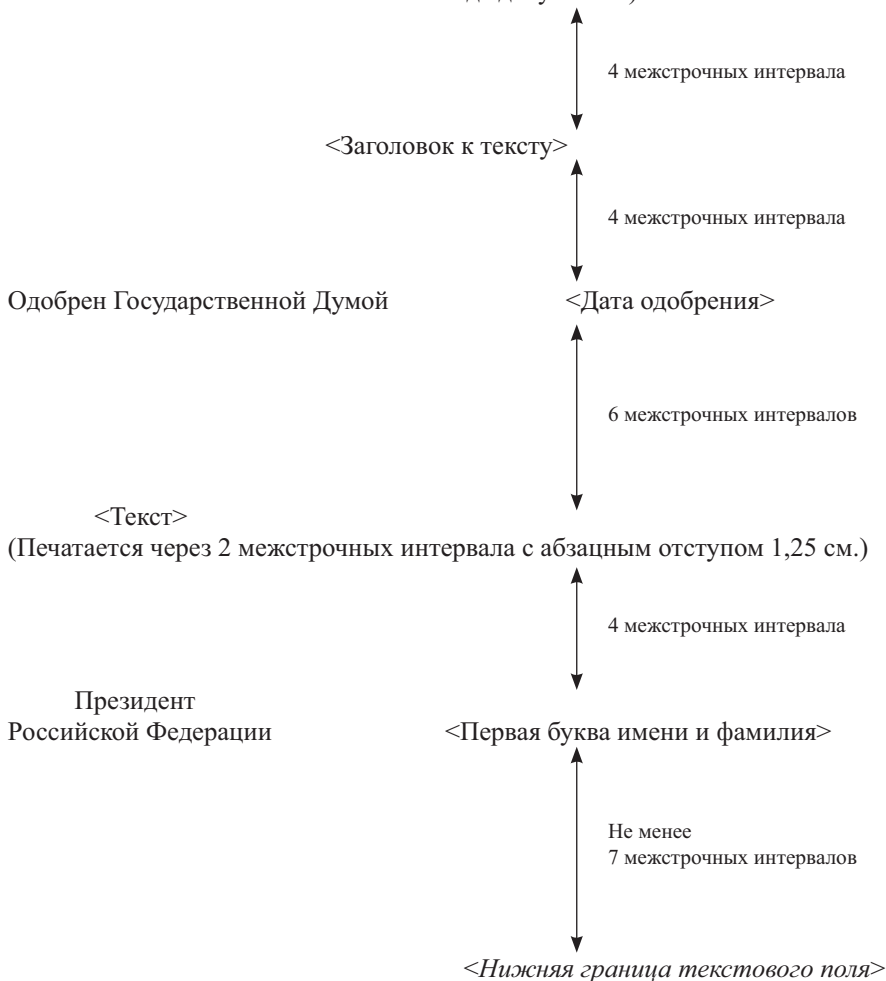 4 межстрочных интервала
<Заголовок к тексту>
4 межстрочных интервала
Одобрен Государственной Думой <Дата одобрения>
6 межстрочных интервалов
<Текст>
(Печатается через 2 межстрочных интервала с абзацным отступом 1,25 см.)
4 межстрочных интервала
Президент
Российской Федерации <Первая буква имени и фамилия>
Не менее
7 межстрочных интервалов
<Нижняя граница текстового поля>